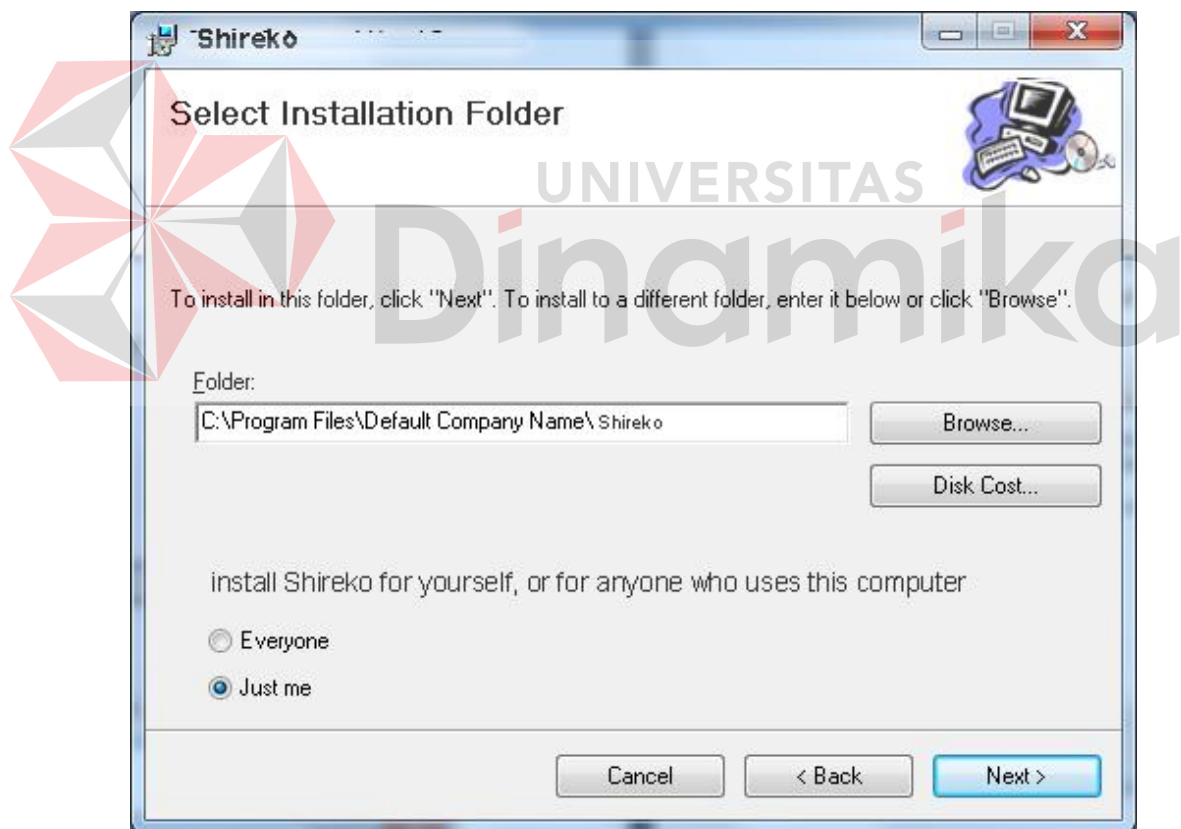 Shireko
Select Installation Folder
UNIVERSITAS
Dinamika
To install in this folder, click "Next". To install to a different folder, enter it below or click "Browse".
Folder:
C:\Program Files\Default Company Name\ Shireko
Browse...
Disk Cost...
install Shireko for yourself, or for anyone who uses this computer
Everyone
Just me
Cancel
< Back
Next >